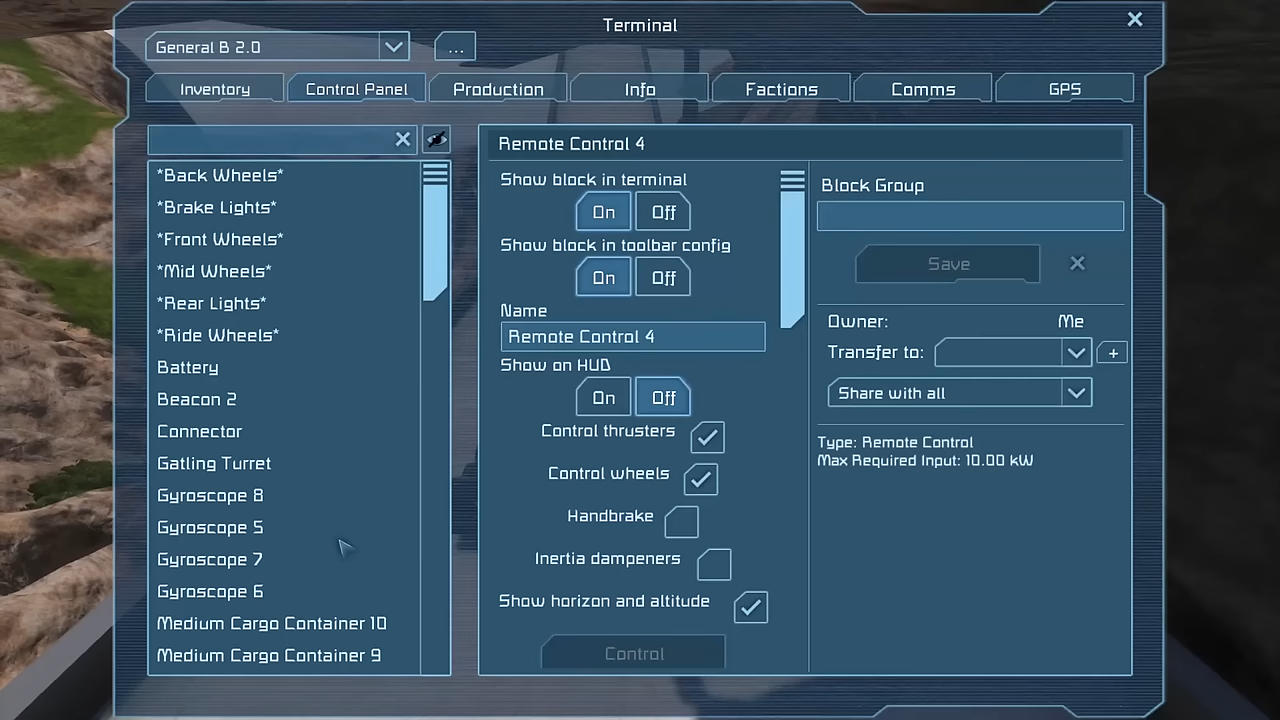 Terminal
General B 2.0
...
Inventory
Control Panel
Production
Info
Factions
Comms
GPS
*Back Wheels*
*Brake Lights*
*Front Wheels*
*Mid Wheels*
*Rear Lights*
*Ride Wheels*
Battery
Beacon 2
Connector
Gatling Turret
Gyroscope 8
Gyroscope 5
Gyroscope 7
Gyroscope 6
Medium Cargo Container 10
Medium Cargo Container 9
Remote Control 4
Show block in terminal
On Off
Show block in toolbar config
On Off
Name
Remote Control 4
Show on HUD
On Off
Control thrusters
Control wheels
Handbrake
Inertia dampeners
Show horizon and altitude
Control
Block Group
Save
Owner: Me
Transfer to:
+
Share with all
Type: Remote Control
Max Required Input: 10.00 kW